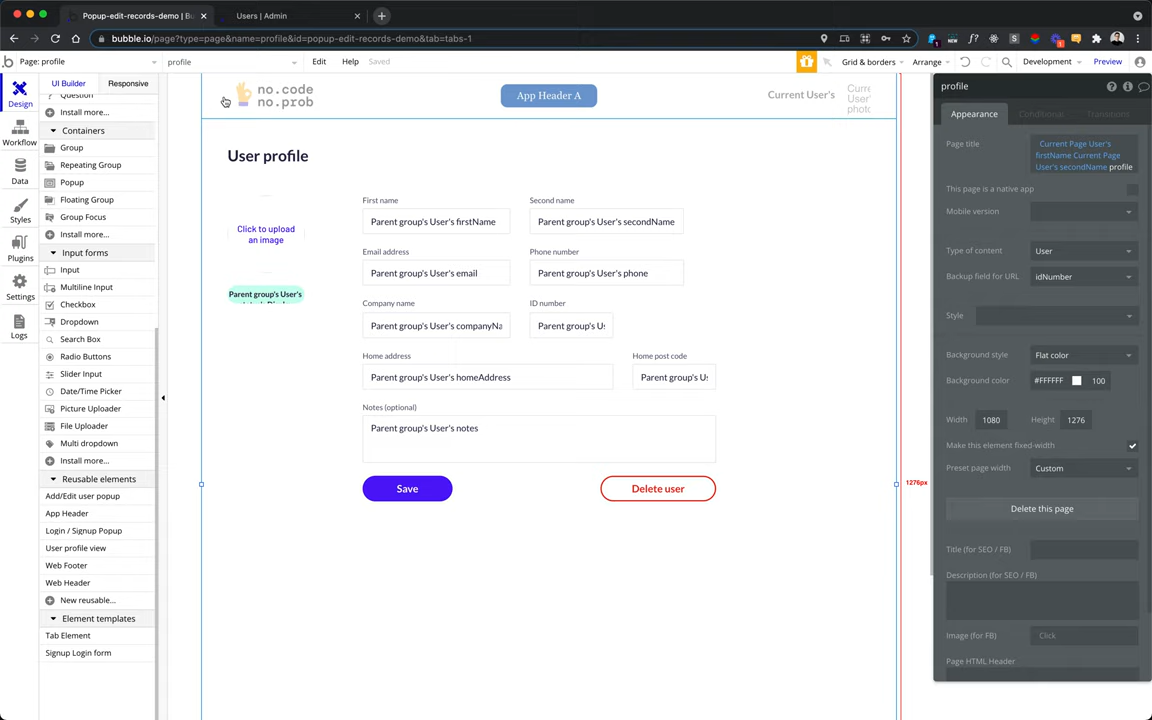 Popup-edit-records-demo | Bu
Users | Admin
bubble.io/page?type=page&name=profile&id=popup-edit-records-demo&tab=tabs-1
Page: profile
profile
Edit
Help
Saved
Grid & borders
Arrange
Development
Preview
Design
Workflow
Data
Styles
Plugins
Settings
Logs
UI Builder
Responsive
Question
Install more...
Containers
Group
Repeating Group
Popup
Floating Group
Group Focus
Install more...
Input forms
Input
Multiline Input
Checkbox
Dropdown
Search Box
Radio Buttons
Slider Input
Date/Time Picker
Picture Uploader
File Uploader
Multi dropdown
Install more...
Reusable elements
Add/Edit user popup
App Header
Login / Signup Popup
User profile view
Web Footer
Web Header
New reusable...
Element templates
Tab Element
Signup Login form
no.code
no.prob
App Header A
Current User's
Current
User's
photo
User profile
Click to upload
an image
Parent group's User's
First name
Parent group's User's firstName
Second name
Parent group's User's secondName
Email address
Parent group's User's email
Phone number
Parent group's User's phone
Company name
Parent group's User's companyNa
ID number
Parent group's U
Home address
Parent group's User's homeAddress
Home post code
Parent group's U
Notes (optional)
Parent group's User's notes
Save
Delete user
1276px
profile
Appearance
Conditional
Transitions
Page title
Current Page User's
firstName Current Page
User's secondName profile
This page is a native app
Mobile version
Type of content
User
Backup field for URL
idNumber
Style
Background style
Flat color
Background color
#FFFFFF
100
Width
1080
Height
1276
Make this element fixed-width
Preset page width
Custom
Delete this page
Title (for SEO / FB)
Description (for SEO / FB)
Image (for FB)
Click
Page HTML Header